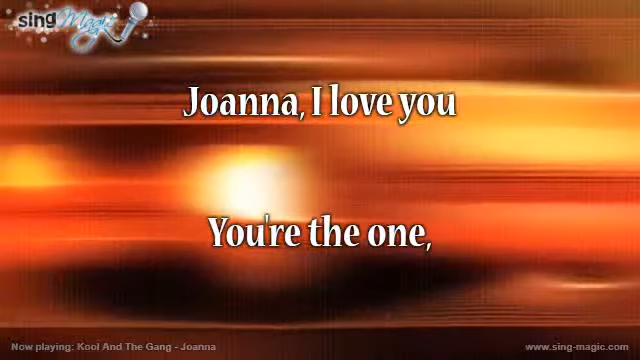 sing Magic
Joanna, I love you
You're the one,
Now playing: Kool And The Gang - Joanna
www.sing-magic.com